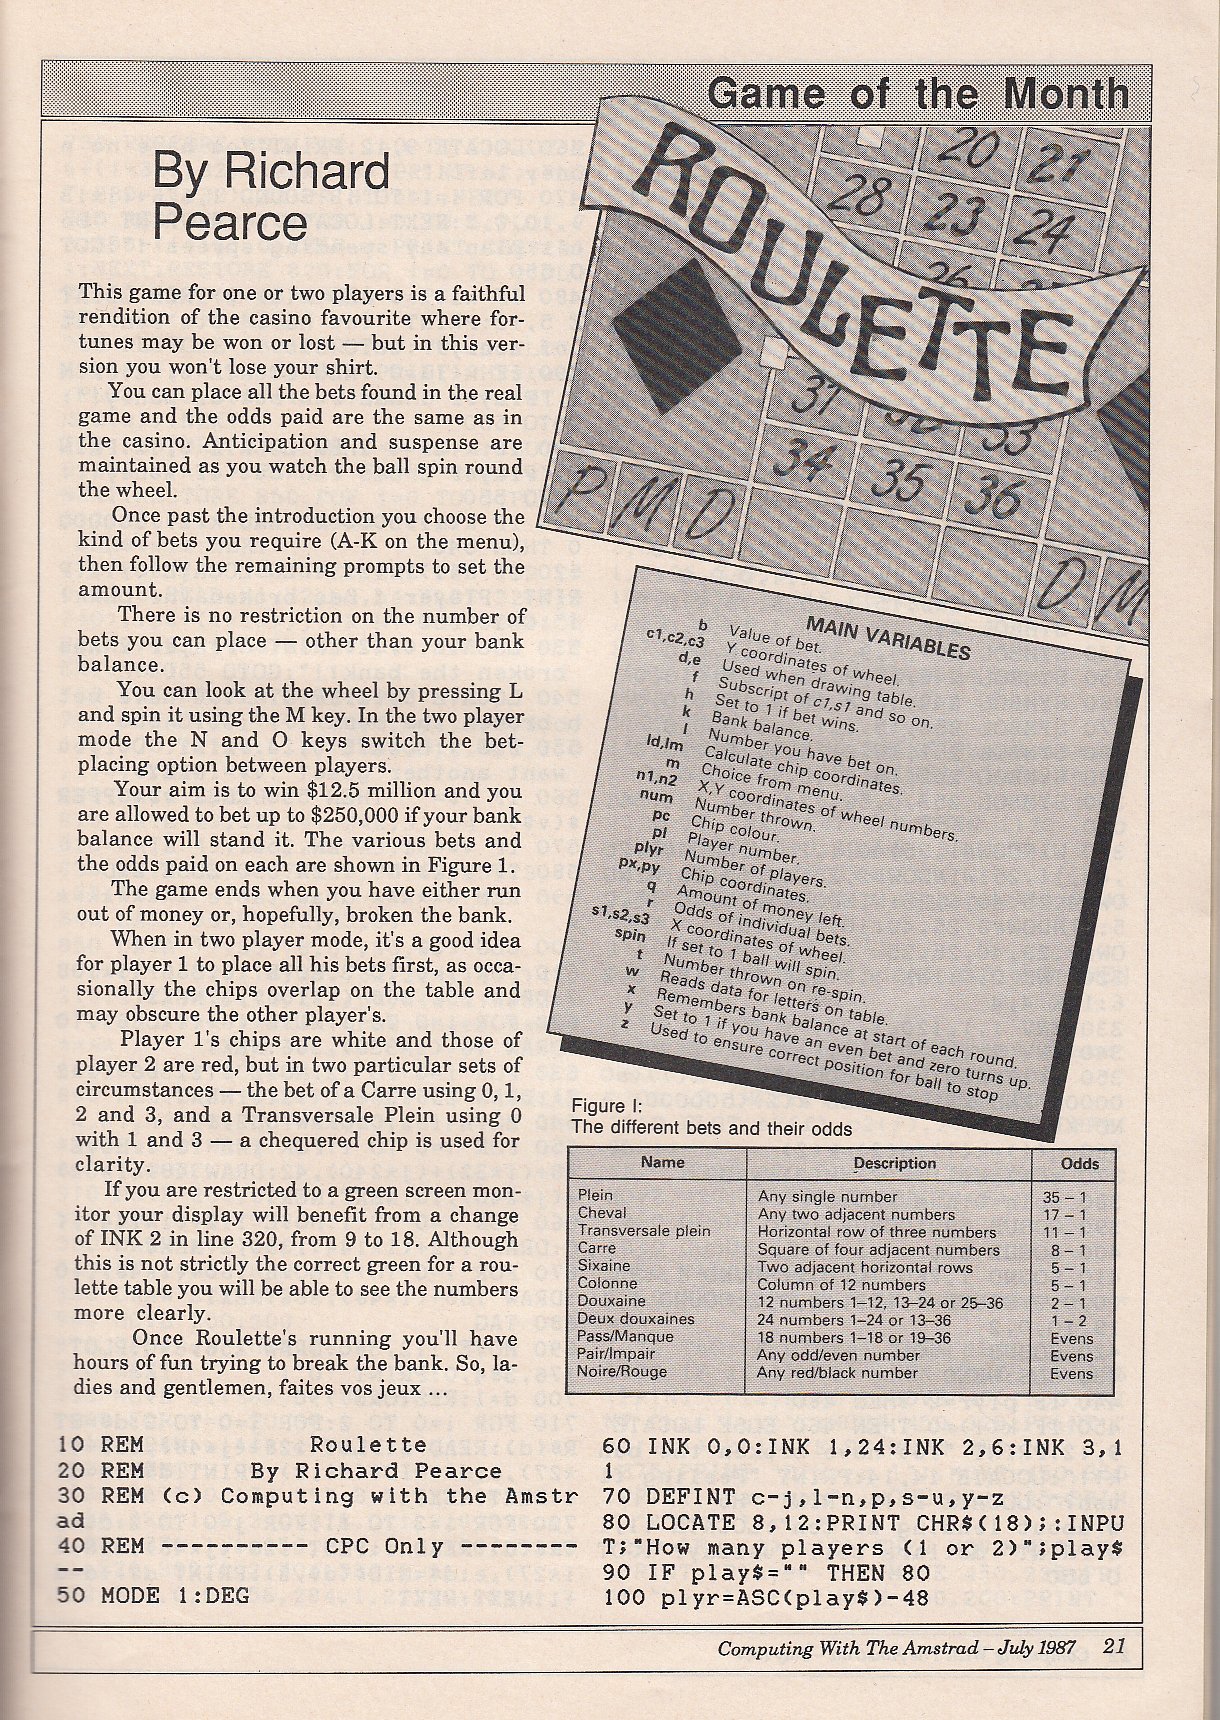 Game of the Month
ROULETTE
20 21
28 23 24
26
31 32 33
34 35 36
P M D
D M
By Richard
Pearce
This game for one or two players is a faithful
rendition of the casino favourite where for-
tunes may be won or lost — but in this ver-
sion you won't lose your shirt.
You can place all the bets found in the real
game and the odds paid are the same as in
the casino. Anticipation and suspense are
maintained as you watch the ball spin round
the wheel.
Once past the introduction you choose the
kind of bets you require (A-K on the menu),
then follow the remaining prompts to set the
amount.
There is no restriction on the number of
bets you can place — other than your bank
balance.
You can look at the wheel by pressing L
and spin it using the M key. In the two player
mode the N and O keys switch the bet-
placing option between players.
Your aim is to win $12.5 million and you
are allowed to bet up to $250,000 if your bank
balance will stand it. The various bets and
the odds paid on each are shown in Figure 1.
The game ends when you have either run
out of money or, hopefully, broken the bank.
When in two player mode, it's a good idea
for player 1 to place all his bets first, as occa-
sionally the chips overlap on the table and
may obscure the other player's.
Player 1's chips are white and those of
player 2 are red, but in two particular sets of
circumstances — the bet of a Carre using 0, 1,
2 and 3, and a Transversale Plein using 0
with 1 and 3 — a chequered chip is used for
clarity.
If you are restricted to a green screen mon-
itor your display will benefit from a change
of INK 2 in line 320, from 9 to 18. Although
this is not strictly the correct green for a rou-
lette table you will be able to see the numbers
more clearly.
Once Roulette's running you'll have
hours of fun trying to break the bank. So, la-
dies and gentlemen, faites vos jeux ...
MAIN VARIABLES
b Value of bet.
c1,c2,c3 Y coordinates of wheel.
d,e Used when drawing table.
f Subscript of c1,s1 and so on.
h Set to 1 if bet wins.
k Bank balance.
l Number you have bet on.
ld,lm Calculate chip coordinates.
m Choice from menu.
n1,n2 X,Y coordinates of wheel numbers.
num Number thrown.
pc Chip colour.
pl Player number.
plyr Number of players.
px,py Chip coordinates.
q Amount of money left.
r Odds of individual bets.
s1,s2,s3 X coordinates of wheel.
spin If set to 1 ball will spin.
t Number thrown on re-spin.
w Reads data for letters on table.
x Remembers bank balance at start of each round.
y Set to 1 if you have an even bet and zero turns up.
z Used to ensure correct position for ball to stop
Figure I:
The different bets and their odds
Name Description Odds
Plein Any single number 35 – 1
Cheval Any two adjacent numbers 17 – 1
Transversale plein Horizontal row of three numbers 11 – 1
Carre Square of four adjacent numbers 8 – 1
Sixaine Two adjacent horizontal rows 5 – 1
Colonne Column of 12 numbers 5 – 1
Douxaine 12 numbers 1–12, 13–24 or 25–36 2 – 1
Deux douxaines 24 numbers 1–24 or 13–36 1 – 2
Pass/Manque 18 numbers 1–18 or 19–36 Evens
Pair/Impair Any odd/even number Evens
Noire/Rouge Any red/black number Evens
10 REM Roulette
20 REM By Richard Pearce
30 REM (c) Computing with the Amstr
ad
40 REM ---------- CPC Only --------
--
50 MODE 1:DEG
60 INK 0,0:INK 1,24:INK 2,6:INK 3,1
1
70 DEFINT c-j,l-n,p,s-u,y-z
80 LOCATE 8,12:PRINT CHR$(18);:INPU
T;"How many players (1 or 2)";play$
90 IF play$="" THEN 80
100 plyr=ASC(play$)-48
Computing With The Amstrad – July 1987 21